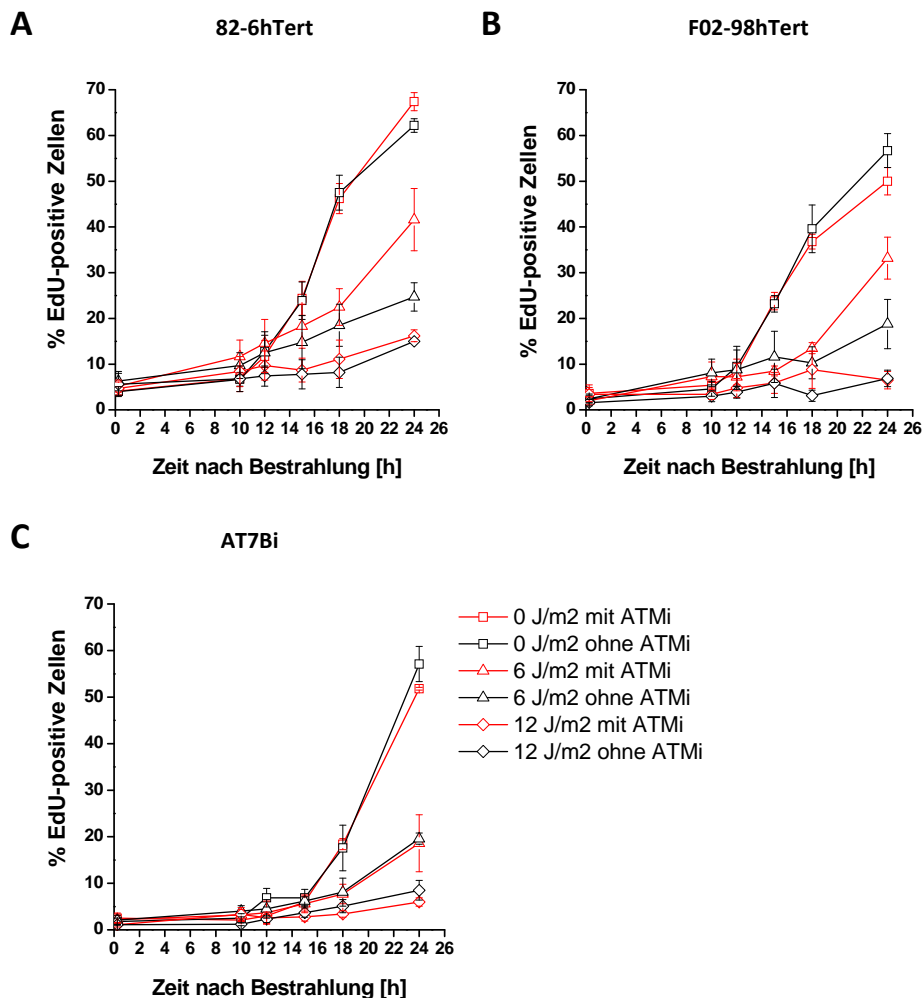 A
82-6hTert
B
F02-98hTert
70
60
50
40
30
20
10
0
% EdU-positive Zellen
0 2 4 6 8 10 12 14 16 18 20 22 24 26
Zeit nach Bestrahlung [h]
70
60
50
40
30
20
10
0
% EdU-positive Zellen
0 2 4 6 8 10 12 14 16 18 20 22 24 26
Zeit nach Bestrahlung [h]
C
AT7Bi
70
60
50
40
30
20
10
0
% EdU-positive Zellen
0 2 4 6 8 10 12 14 16 18 20 22 24 26
Zeit nach Bestrahlung [h]
0 J/m2 mit ATMi
0 J/m2 ohne ATMi
6 J/m2 mit ATMi
6 J/m2 ohne ATMi
12 J/m2 mit ATMi
12 J/m2 ohne ATMi